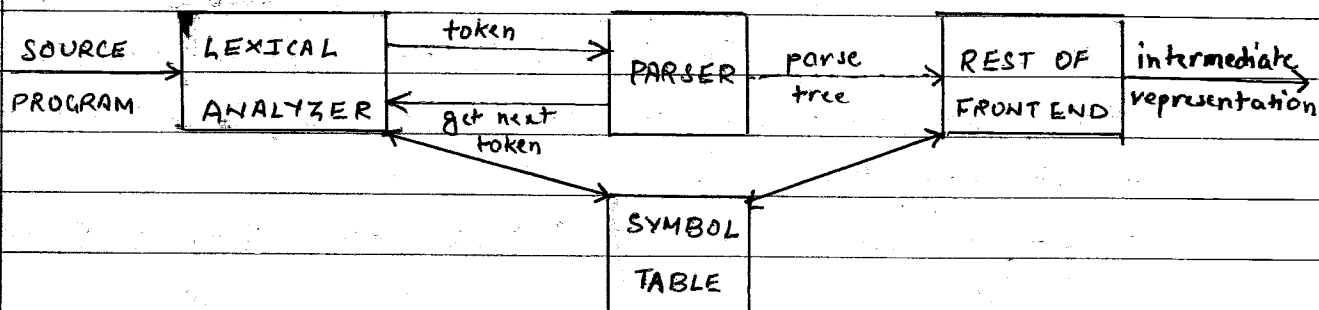 SOURCE
PROGRAM
LEXICAL
ANALYZER
token
get next
token
PARSER
parse
tree
REST OF
FRONT END
intermediate
representation
SYMBOL
TABLE